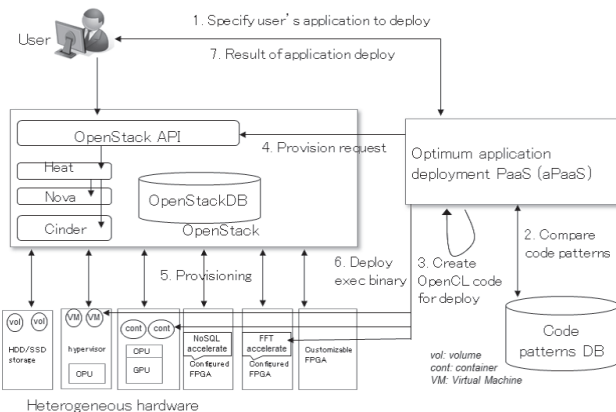 1. Specify user's application to deploy
User
7. Result of application deploy
OpenStack API
4. Provision request
Optimum application
deployment PaaS (aPaaS)
Heat
Nova
Cinder
OpenStackDB
OpenStack
5. Provisioning
6. Deploy
exec binary
3. Create
OpenCL code
for deploy
2. Compare
code patterns
Code
patterns DB
vol: volume
cont: container
VM: Virtual Machine
vol vol
HDD/SSD
storage
VM VM
hypervisor
CPU
cont cont
CPU
GPU
NoSQL
accelerate
Configured
FPGA
FFT
accelerate
Configured
FPGA
Customizable
FPGA
Heterogeneous hardware